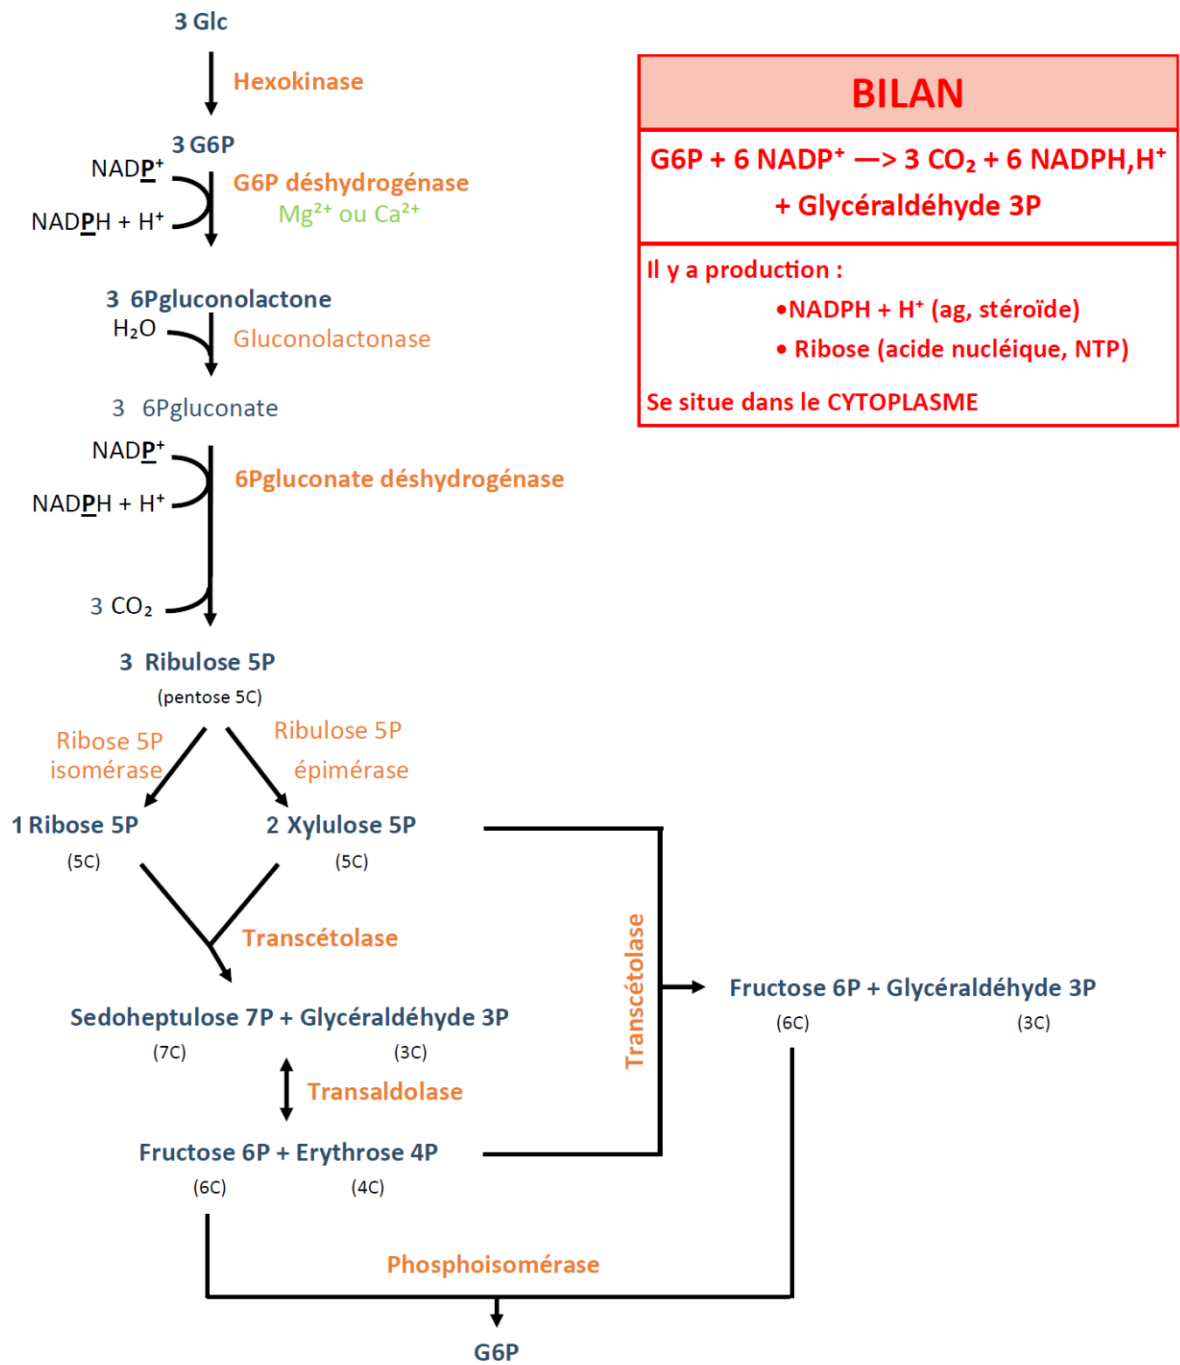 3 Glc
Hexokinase
3 G6P
NADP⁺
G6P déshydrogénase
Mg²⁺ ou Ca²⁺
NADPH + H⁺
3 6Pgluconolactone
H₂O
Gluconolactonase
3 6Pgluconate
NADP⁺
6Pgluconate déshydrogénase
NADPH + H⁺
3 CO₂
3 Ribulose 5P
(pentose 5C)
Ribose 5P
isomérase
Ribulose 5P
épimérase
1 Ribose 5P
2 Xylulose 5P
(5C)
(5C)
Transcétolase
Sedoheptulose 7P + Glycéraldéhyde 3P
(7C)
(3C)
Transaldolase
Fructose 6P + Erythrose 4P
(6C)
(4C)
Transcétolase
Fructose 6P + Glycéraldéhyde 3P
(6C)
(3C)
Phosphoisomérase
G6P
BILAN
G6P + 6 NADP⁺ —> 3 CO₂ + 6 NADPH,H⁺
+ Glycéraldéhyde 3P
Il y a production :
•NADPH + H⁺ (ag, stéroïde)
• Ribose (acide nucléique, NTP)
Se situe dans le CYTOPLASME